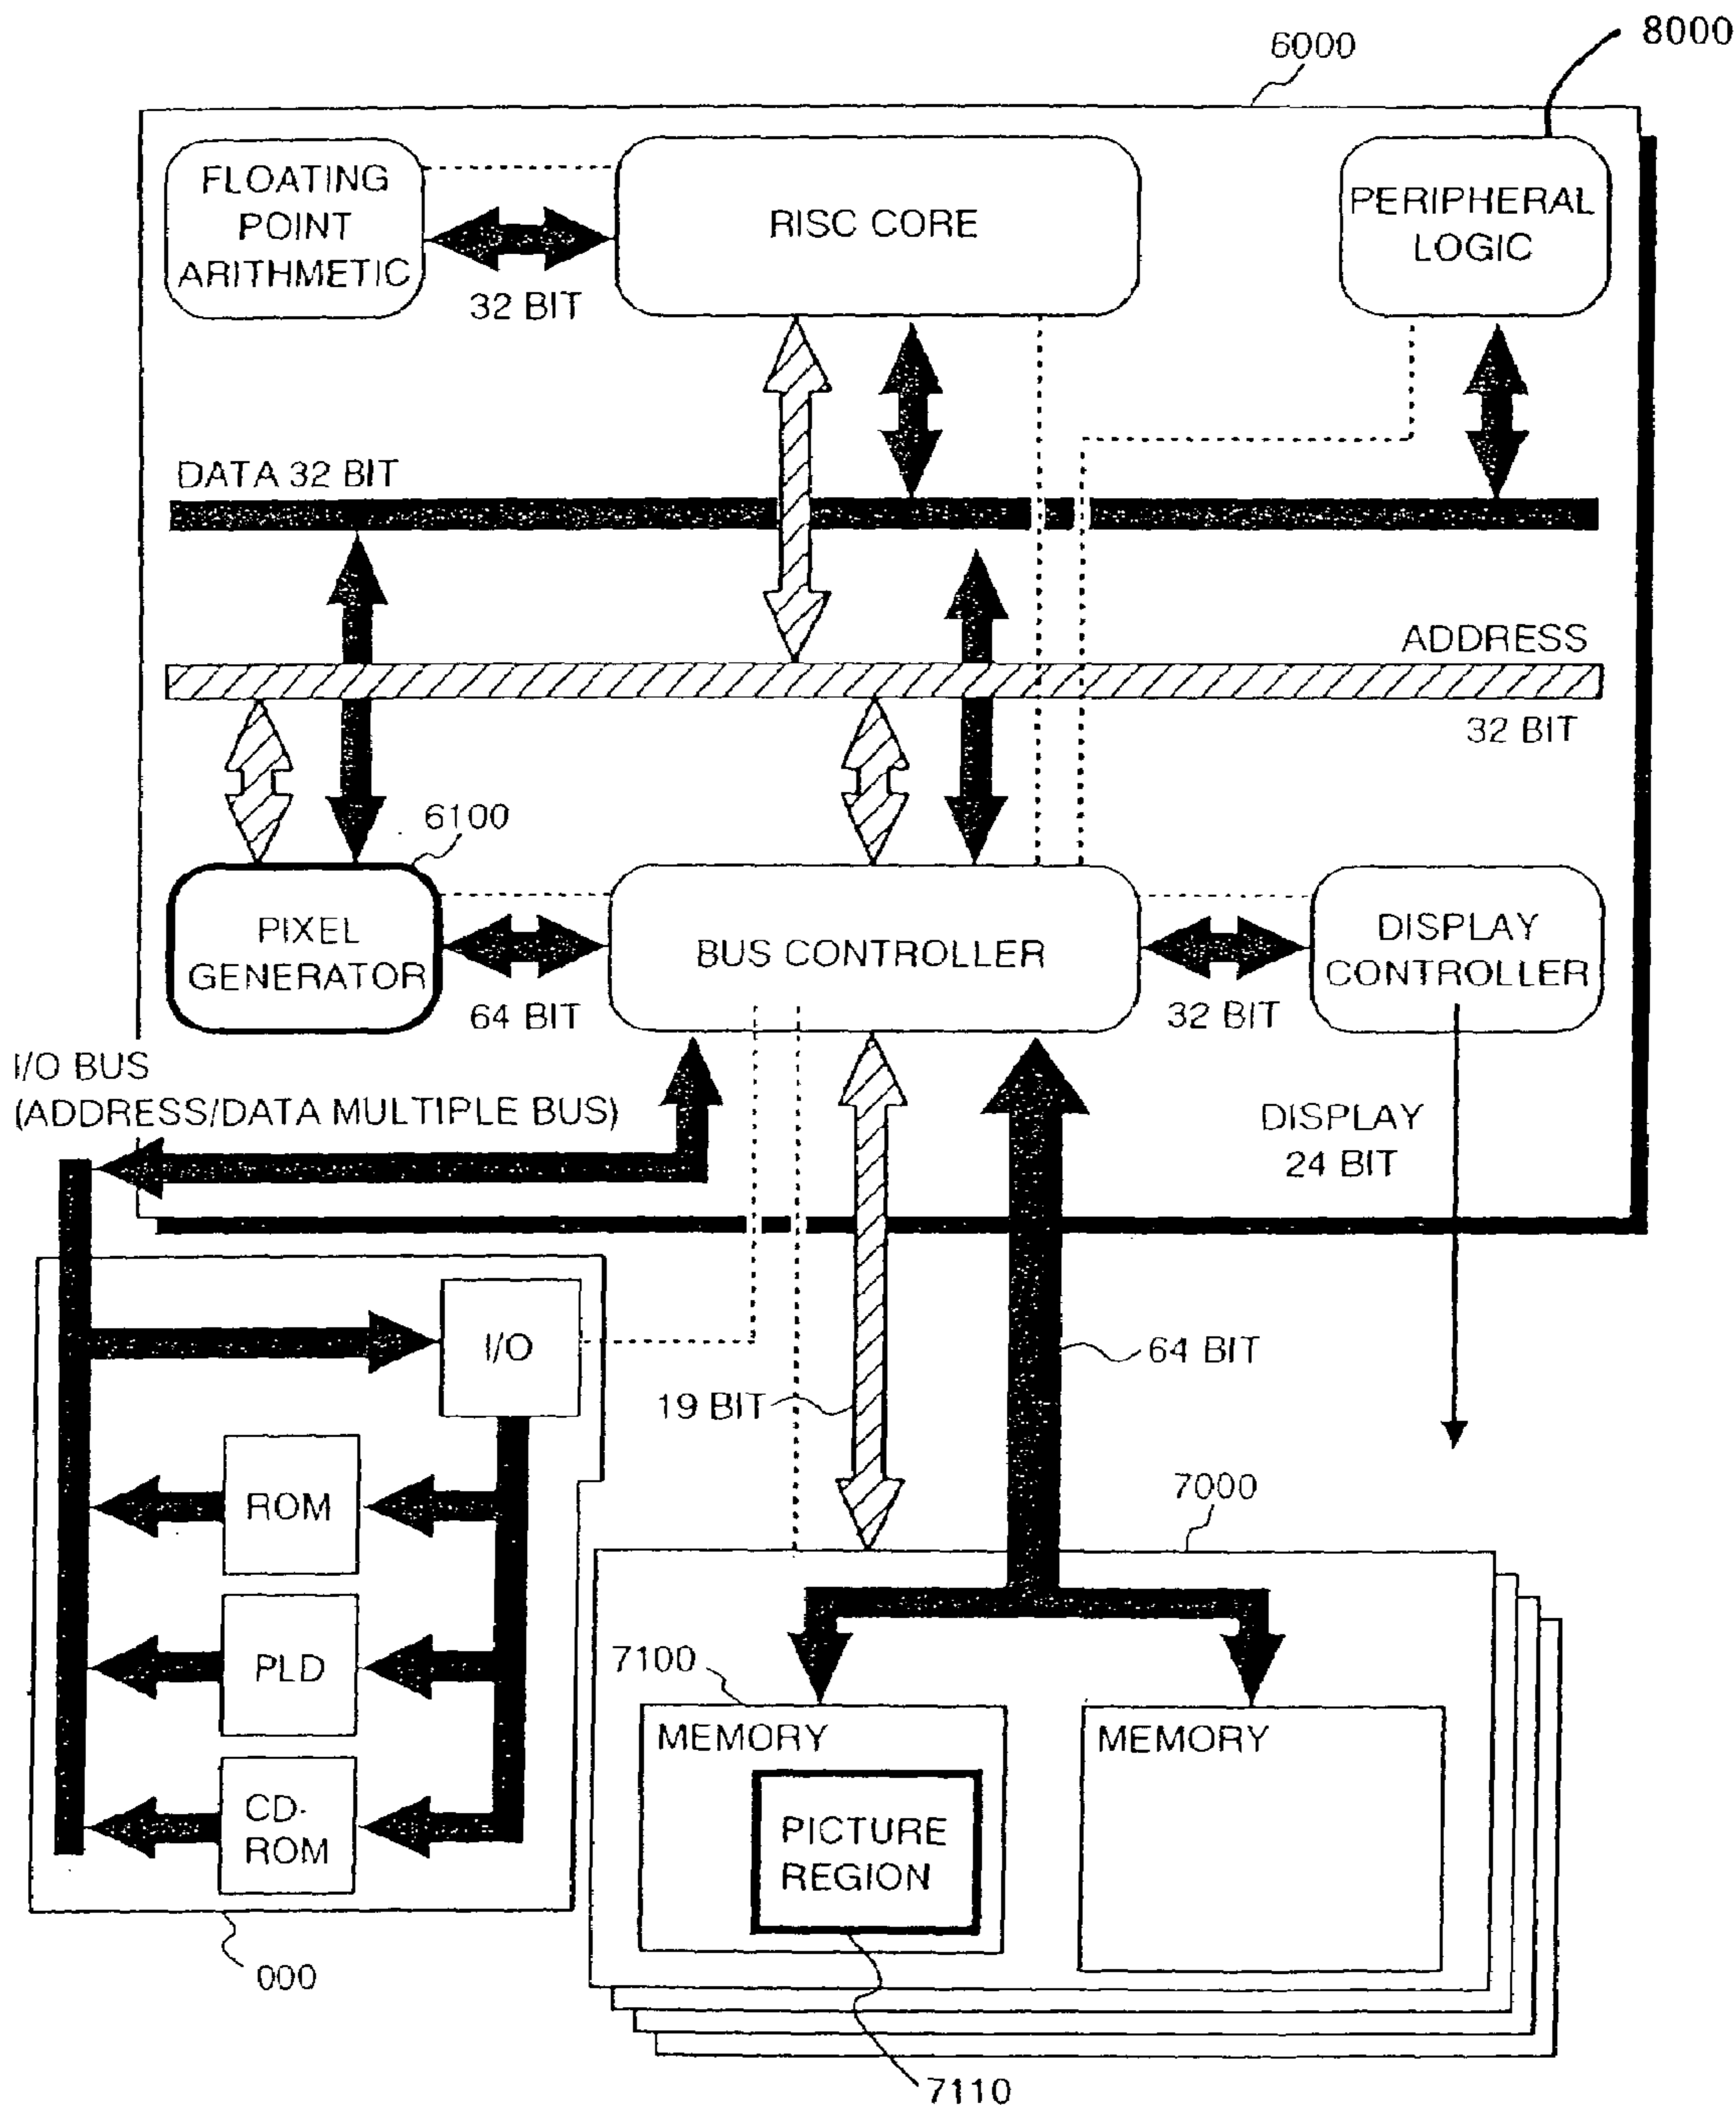 6000
8000
FLOATING
POINT
ARITHMETIC
32 BIT
RISC CORE
PERIPHERAL
LOGIC
DATA 32 BIT
ADDRESS
32 BIT
6100
PIXEL
GENERATOR
64 BIT
BUS CONTROLLER
32 BIT
DISPLAY
CONTROLLER
I/O BUS
(ADDRESS/DATA MULTIPLE BUS)
DISPLAY
24 BIT
I/O
64 BIT
19 BIT
ROM
7000
PLD
7100
MEMORY
MEMORY
CD-
ROM
PICTURE
REGION
000
7110